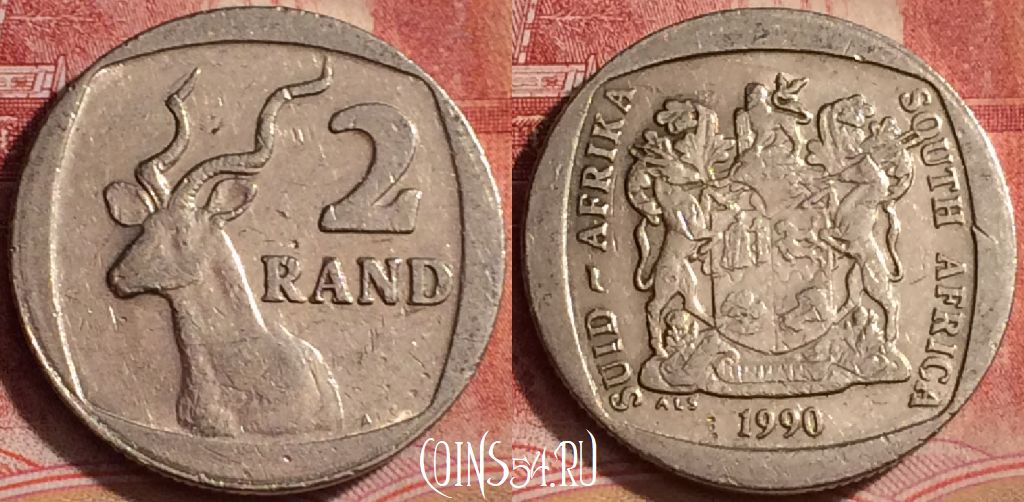 2
RAND
SUID-AFRIKA
SOUTH AFRICA
ALS
1990
COINS54.RU